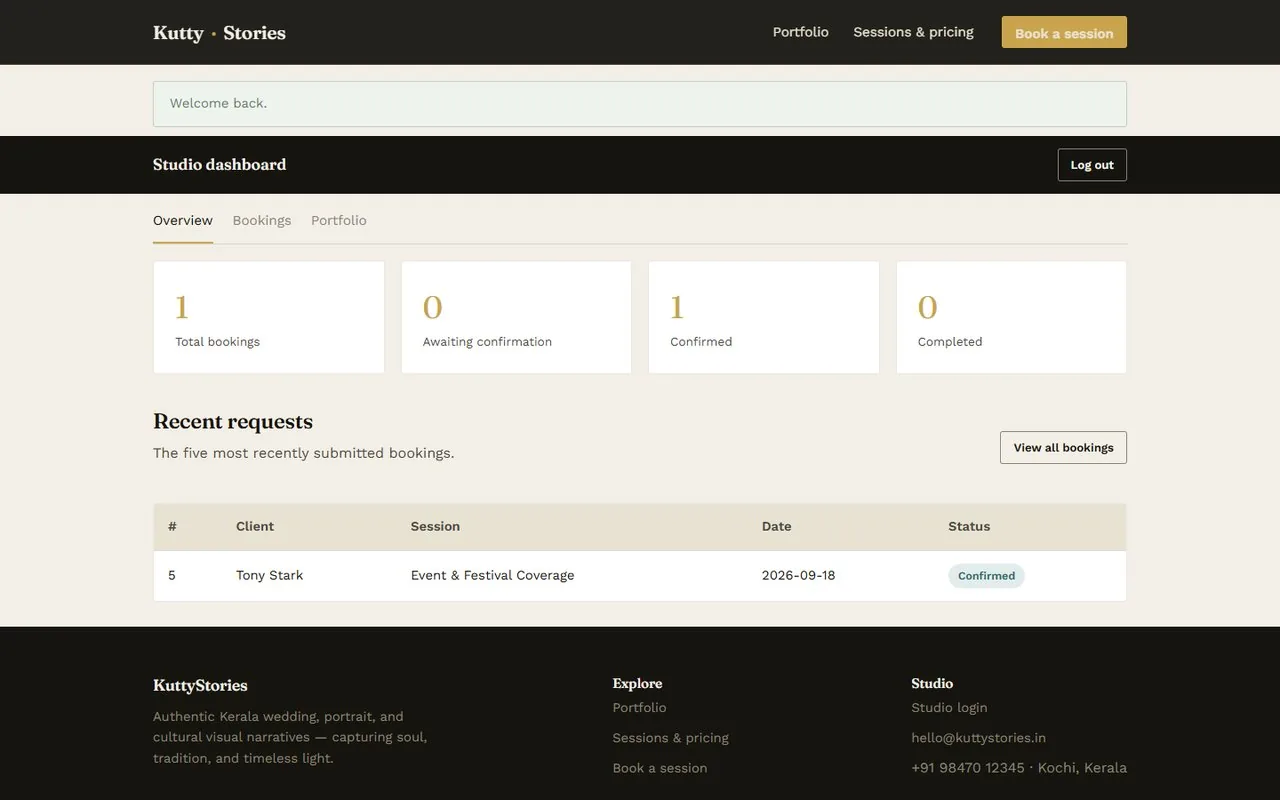 Kutty · Stories
Portfolio
Sessions & pricing
Book a session
Welcome back.
Studio dashboard
Log out
Overview
Bookings
Portfolio
1
Total bookings
0
Awaiting confirmation
1
Confirmed
0
Completed
Recent requests
The five most recently submitted bookings.
View all bookings
# Client Session Date Status
5 Tony Stark Event & Festival Coverage 2026-09-18 Confirmed
KuttyStories
Authentic Kerala wedding, portrait, and
cultural visual narratives — capturing soul,
tradition, and timeless light.
Explore
Portfolio
Sessions & pricing
Book a session
Studio
Studio login
hello@kuttystories.in
+91 98470 12345 · Kochi, Kerala